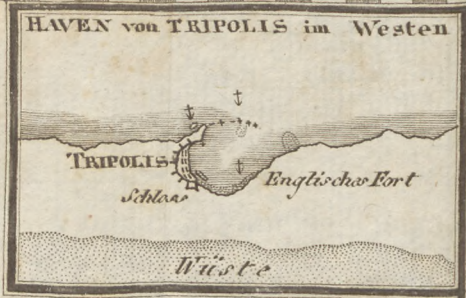 HAVEN von TRIPOLIS im Westen
TRIPOLIS
Schloss
Englisches Fort
Wüste